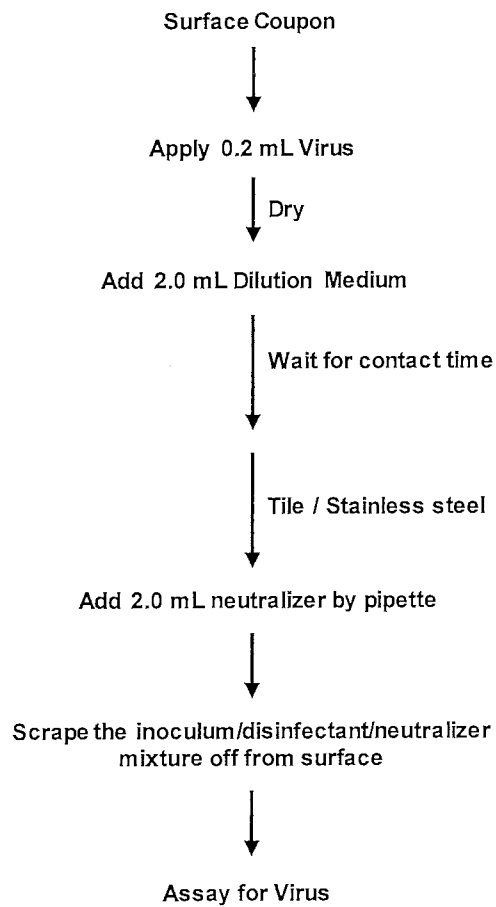 Surface Coupon
Apply 0.2 mL Virus
Dry
Add 2.0 mL Dilution Medium
Wait for contact time
Tile / Stainless steel
Add 2.0 mL neutralizer by pipette
Scrape the inoculum/disinfectant/neutralizer
mixture off from surface
Assay for Virus